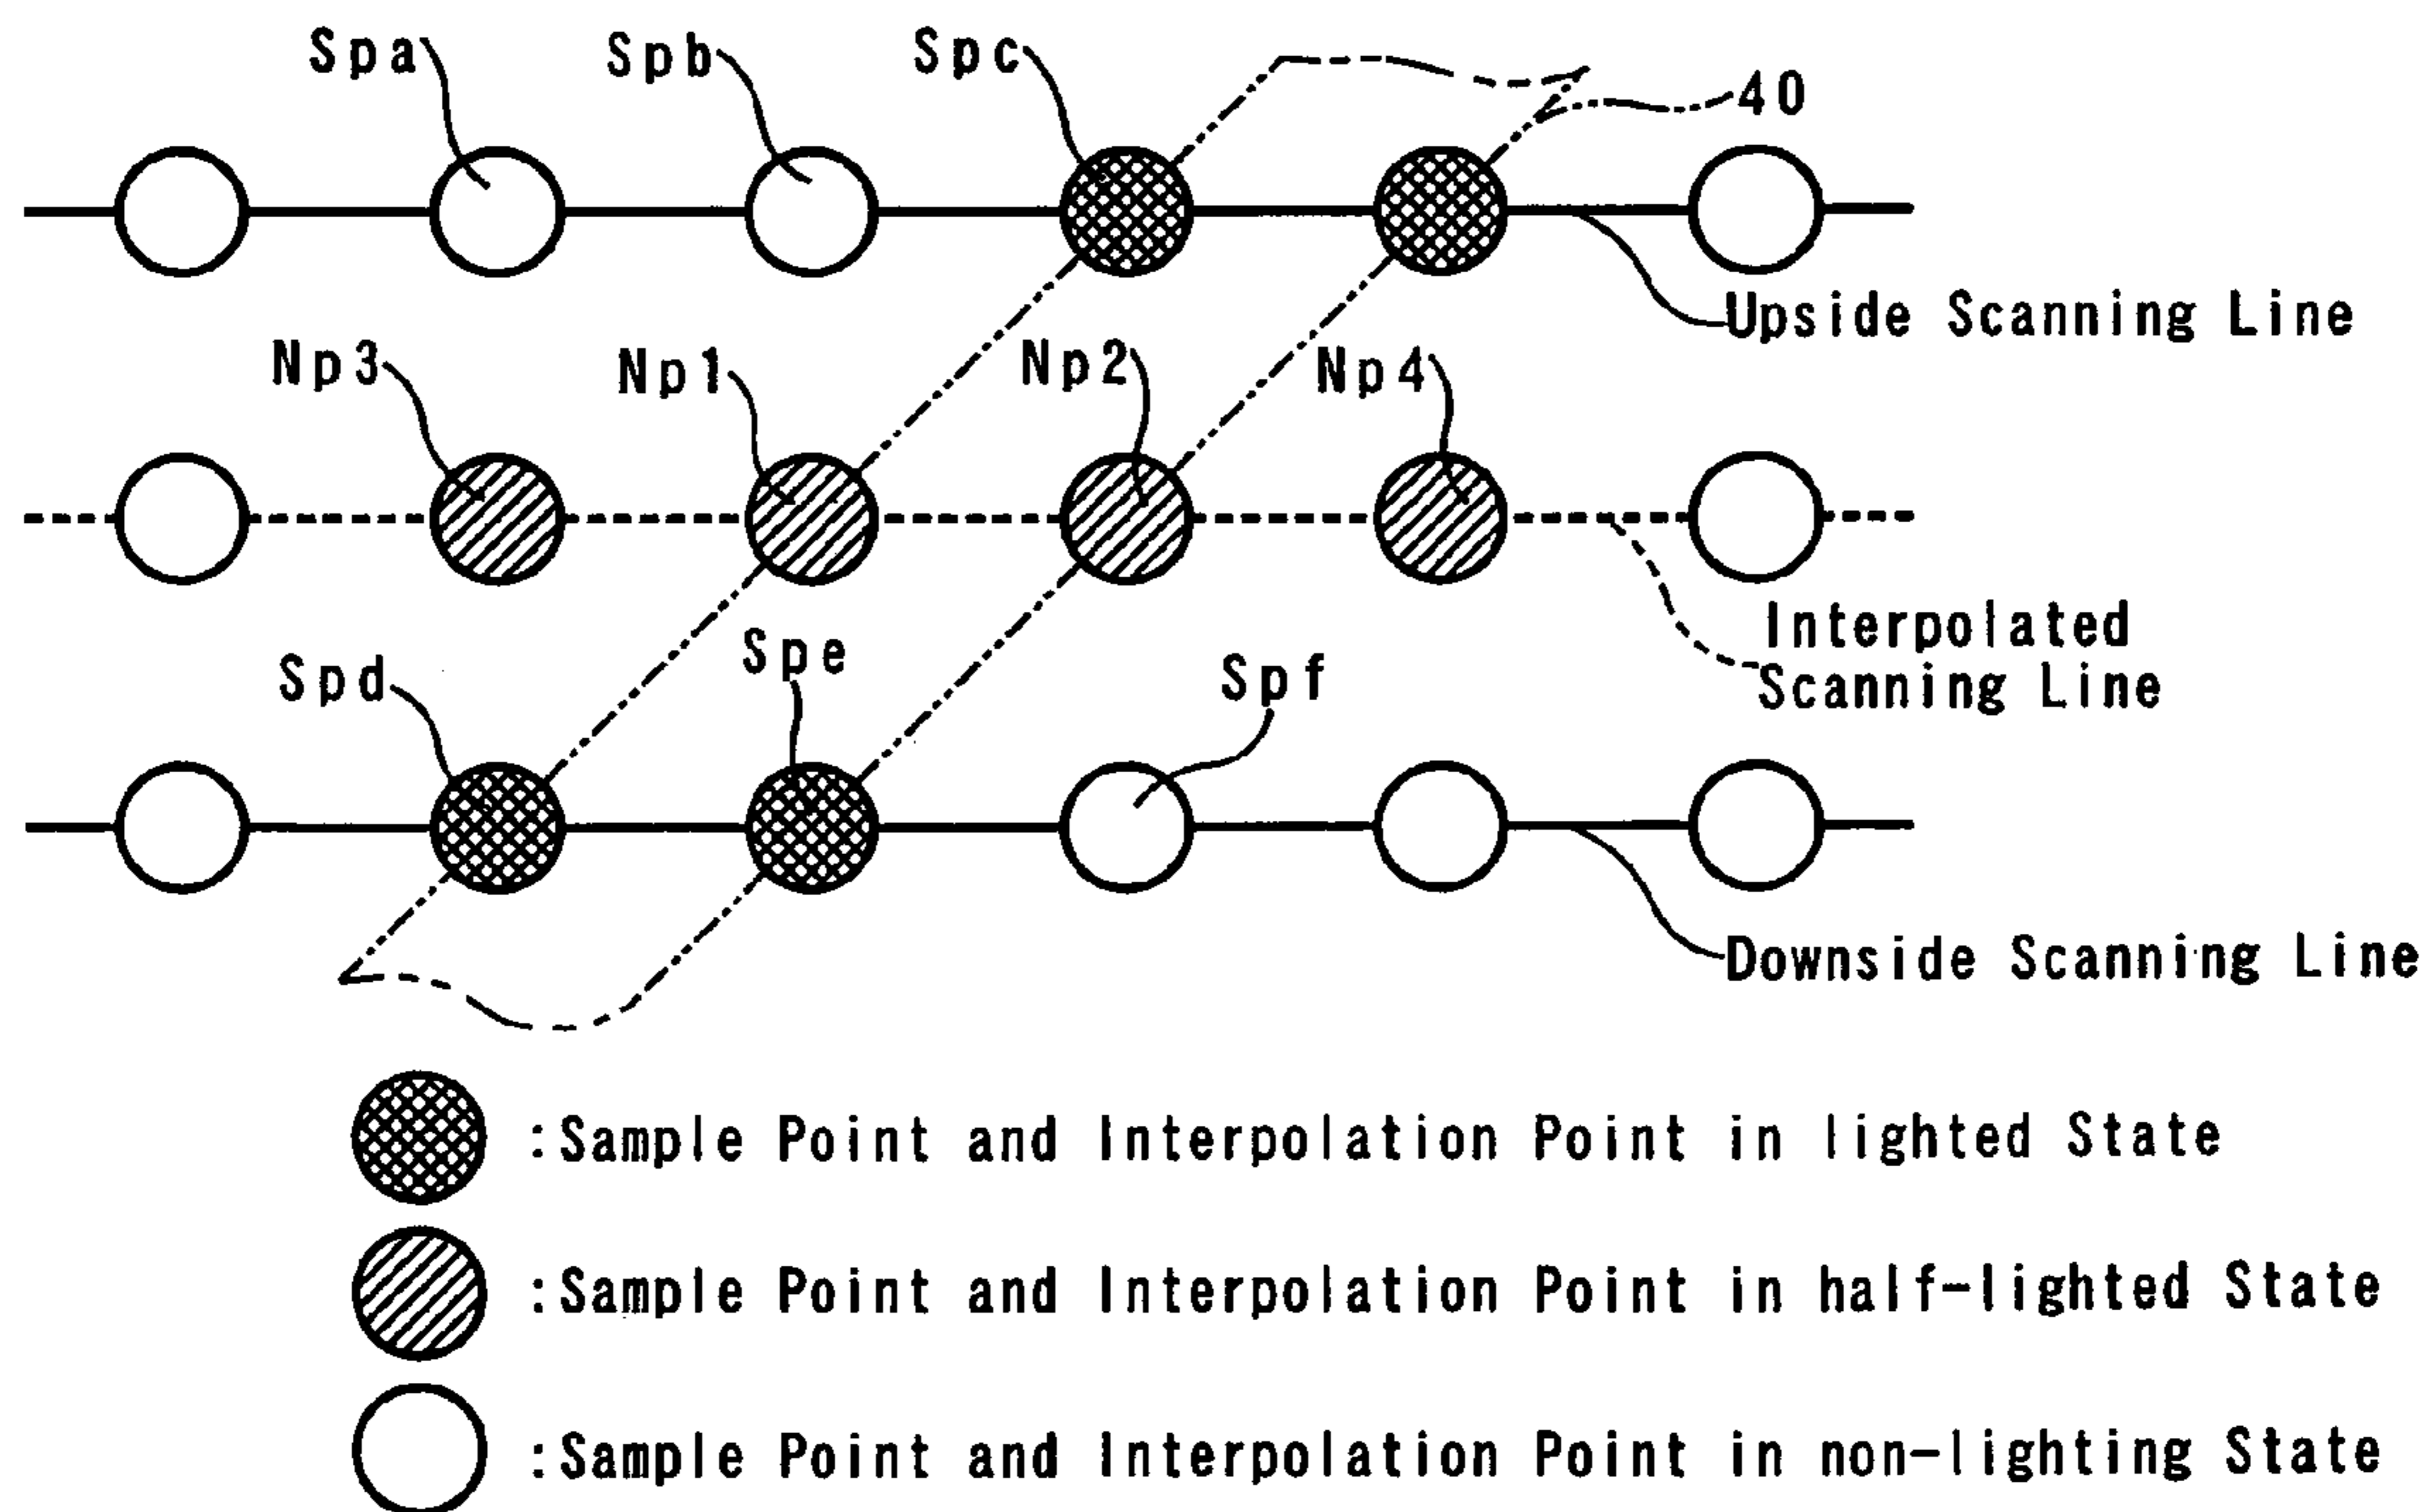 Spa
Spb
Spc
40
Upside Scanning Line
Np3
Np1
Np2
Np4
Interpolated
Scanning Line
Spd
Spe
Spf
Downside Scanning Line
:Sample Point and Interpolation Point in lighted State
:Sample Point and Interpolation Point in half-lighted State
:Sample Point and Interpolation Point in non-lighting State